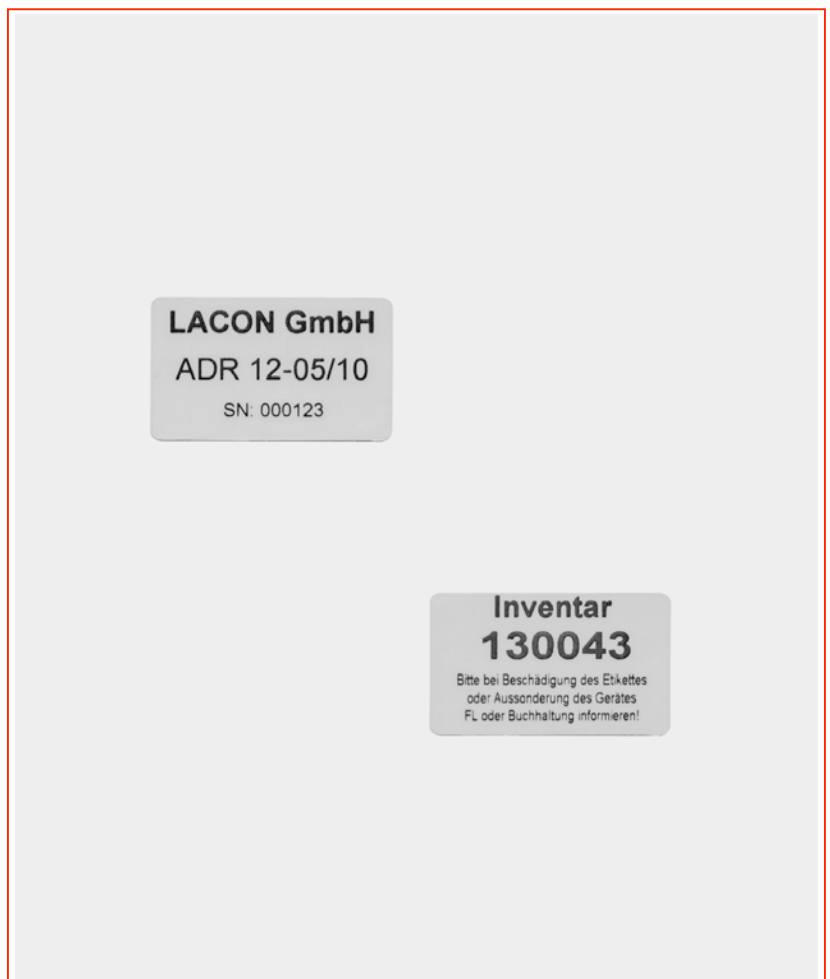 LACON GmbH
ADR 12-05/10
SN: 000123
Inventar
130043
Bitte bei Beschädigung des Etikettes
oder Aussonderung des Gerätes
FL oder Buchhaltung informieren!